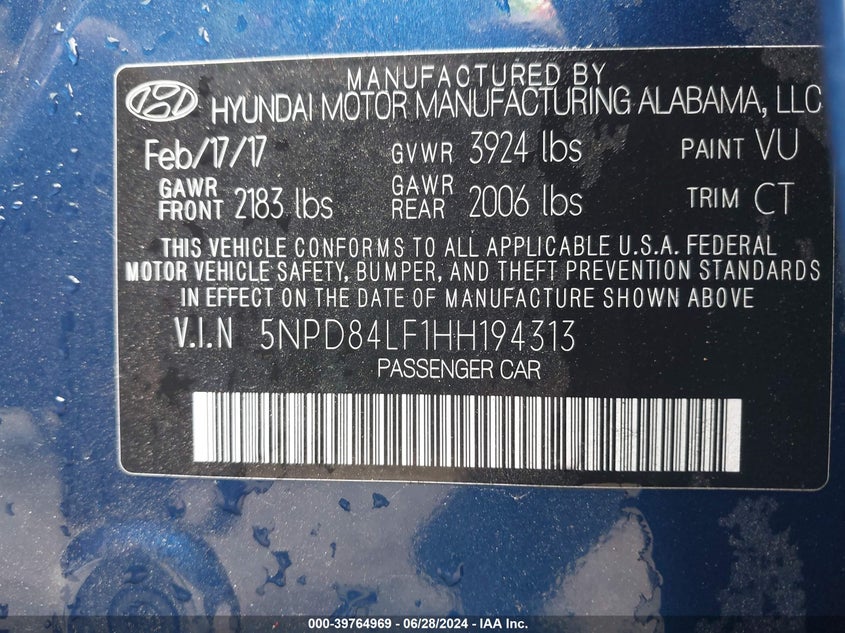 MANUFACTURED BY
HYUNDAI MOTOR MANUFACTURING ALABAMA, LLC
Feb/17/17 GVWR 3924 lbs PAINT VU
GAWR FRONT 2183 lbs GAWR REAR 2006 lbs TRIM CT
THIS VEHICLE CONFORMS TO ALL APPLICABLE U.S.A. FEDERAL
MOTOR VEHICLE SAFETY, BUMPER, AND THEFT PREVENTION STANDARDS
IN EFFECT ON THE DATE OF MANUFACTURE SHOWN ABOVE
V.I.N 5NPD84LF1HH194313
PASSENGER CAR
000-39764969 - 06/28/2024 - IAA Inc.